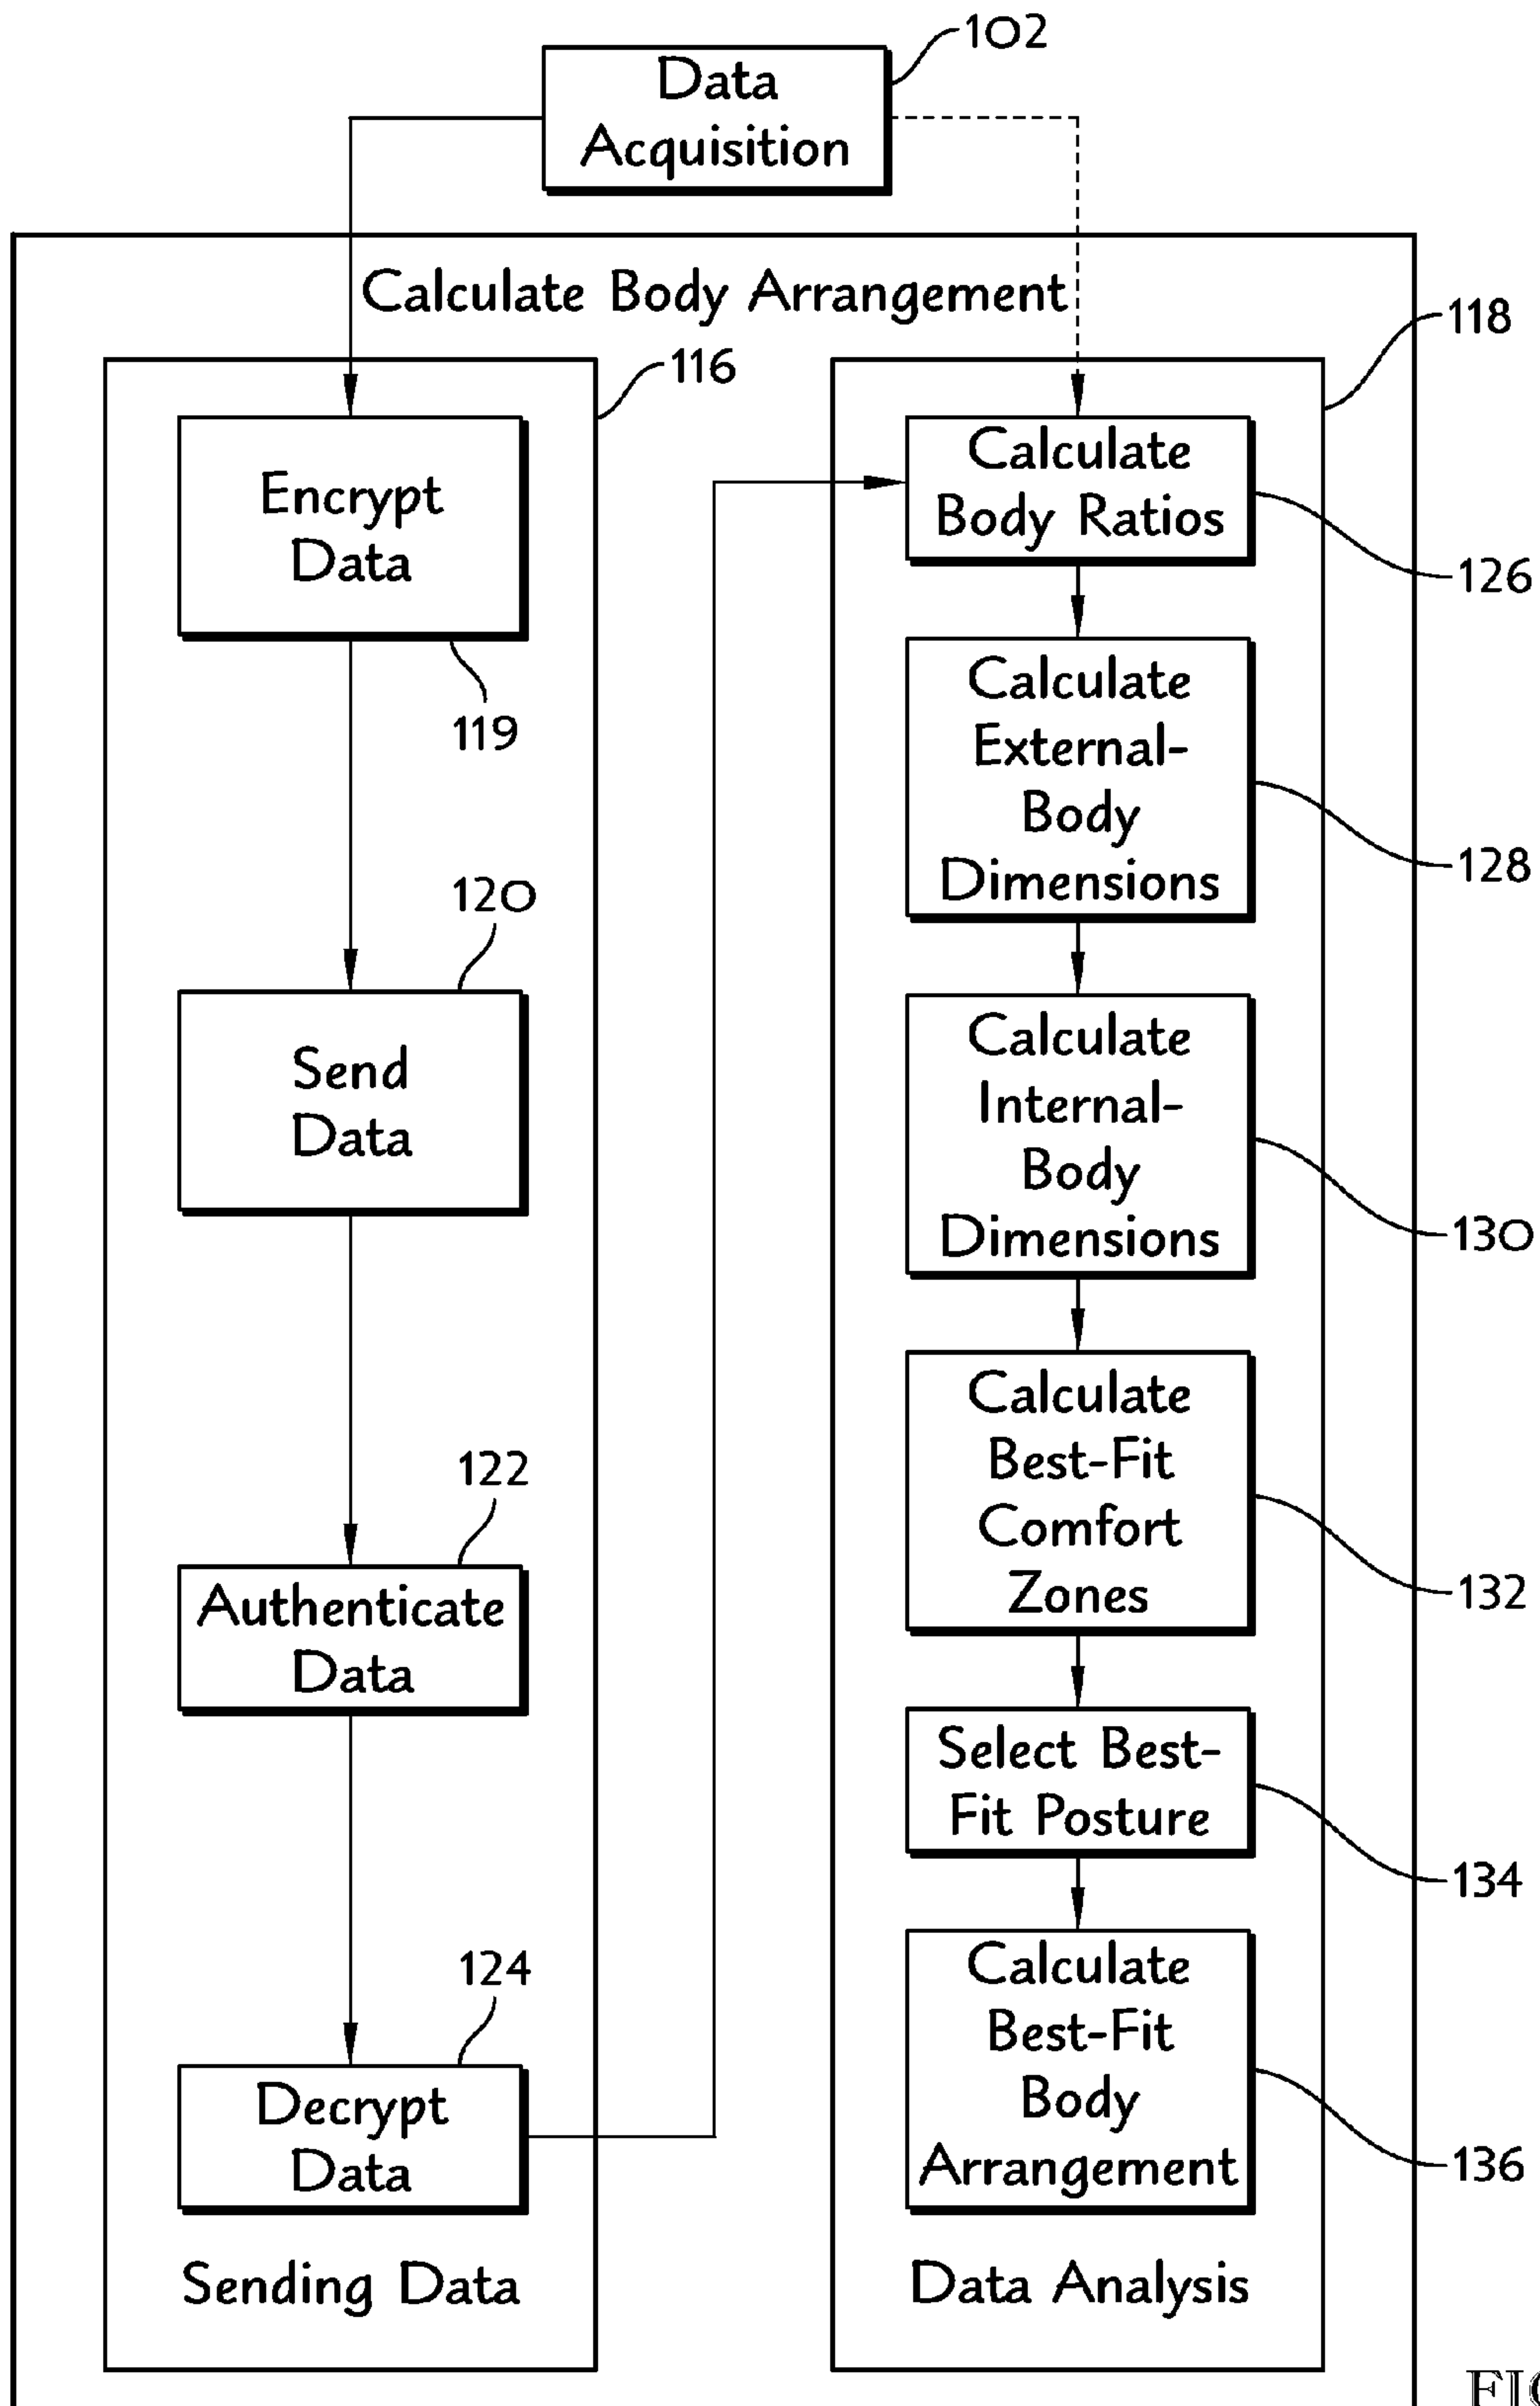 102
Data
Acquisition
Calculate Body Arrangement
118
116
Encrypt
Data
119
120
Send
Data
122
Authenticate
Data
124
Decrypt
Data
Sending Data
Calculate
Body Ratios
126
Calculate
External-
Body
Dimensions
128
Calculate
Internal-
Body
Dimensions
130
Calculate
Best-Fit
Comfort
Zones
132
Select Best-
Fit Posture
134
Calculate
Best-Fit
Body
Arrangement
136
Data Analysis